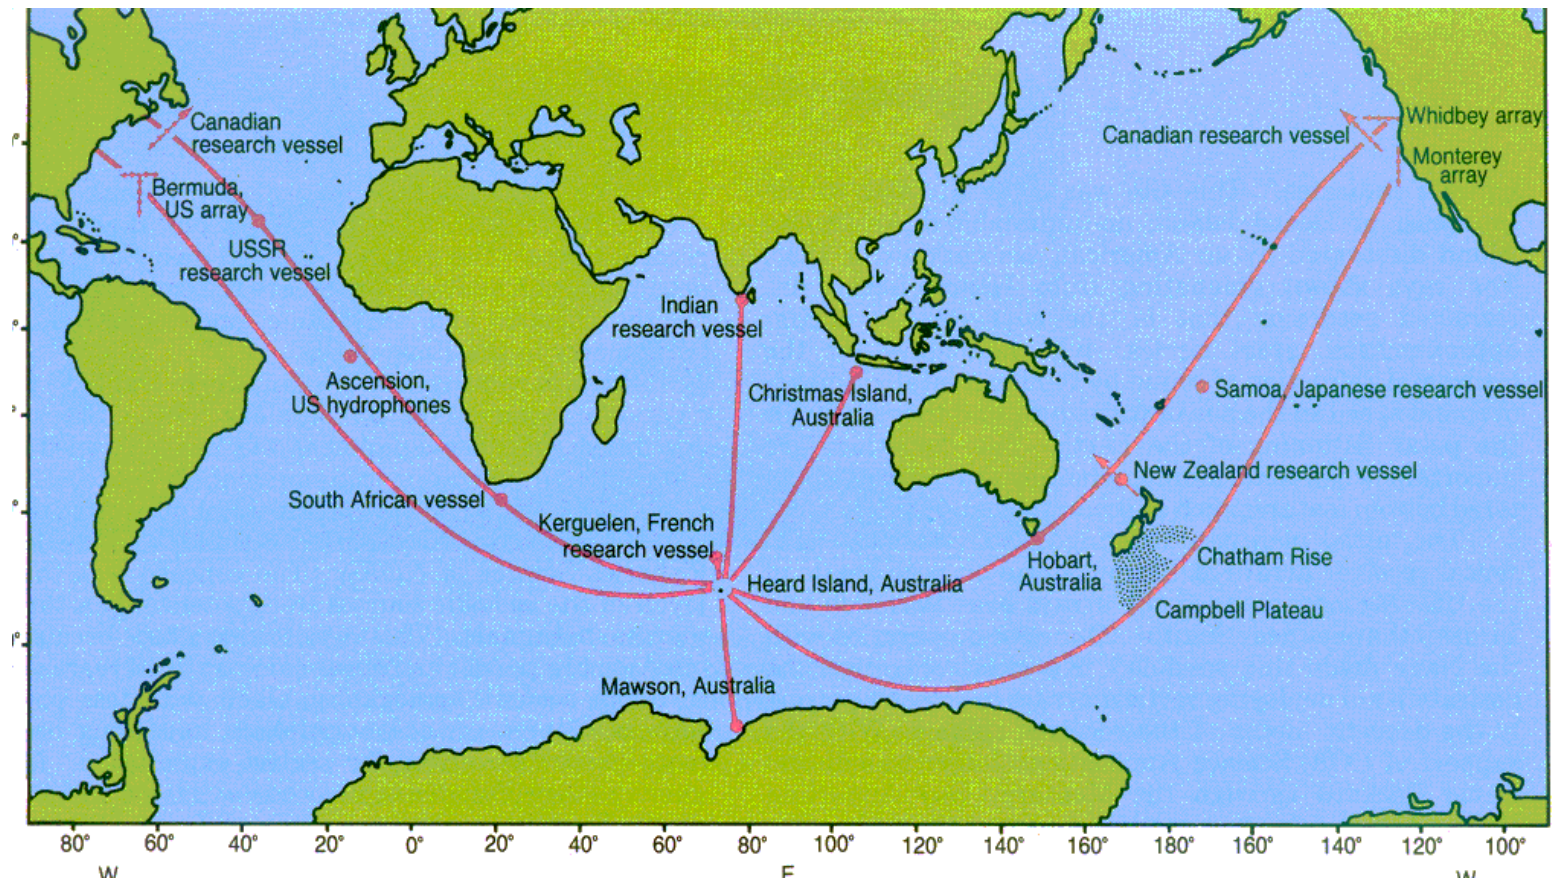 Canadian
research vessel
Bermuda,
US array
USSR
research vessel
Ascension,
US hydrophones
South African vessel
Kerguelen, French
research vessel
Indian
research vessel
Christmas Island,
Australia
Heard Island, Australia
Mawson, Australia
Hobart,
Australia
Canadian research vessel
Whidbey array
Monterey
array
Samoa, Japanese research vessel
New Zealand research vessel
Chatham Rise
Campbell Plateau
80° 60° 40° 20° 0° 20° 40° 60° 80° 100° 120° 140° 160° 180° 160° 140° 120° 100°
W E W